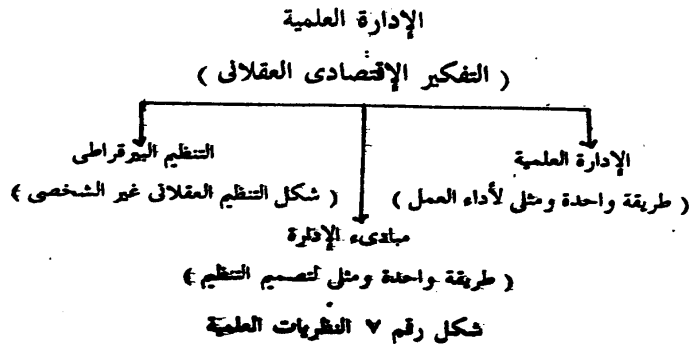 الإدارة العلمية
( التفكير الإقتصادى العقلانى )
الإدارة العلمية
( طريقة واحدة ومثلى لأداء العمل )
التنظيم البيرقراطى
( شكل التنظيم العقلانى غير الشخصى )
مبادىء الإدارة
( طريقة واحدة ومثلى لتصميم التنظيم )
شكل رقم ٧ النظريات العلمية